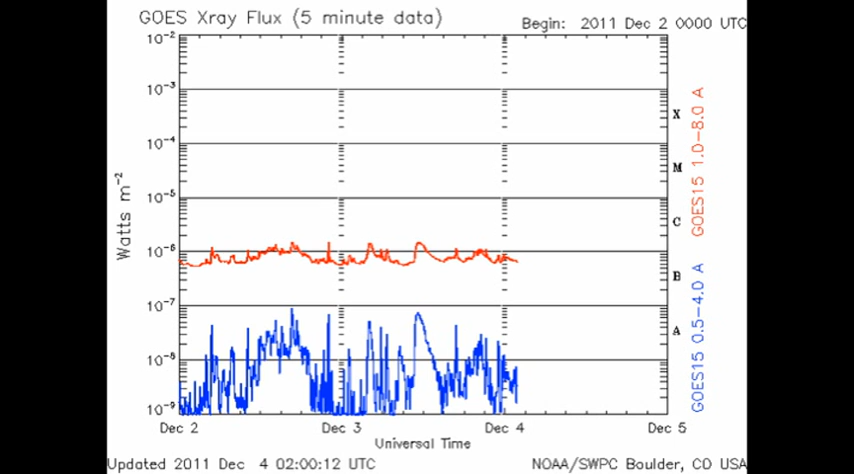 GOES Xray Flux (5 minute data)
Begin: 2011 Dec 2 0000 UTC
10-2
10-3
10-4
10-5
10-6
10-7
10-8
10-9
Watts m-2
X
M
C
B
A
GOES15 1.0-8.0 A
GOES15 0.5-4.0 A
Dec 2
Dec 3
Dec 4
Dec 5
Universal Time
Updated 2011 Dec 4 02:00:12 UTC
NOAA/SWPC Boulder, CO USA